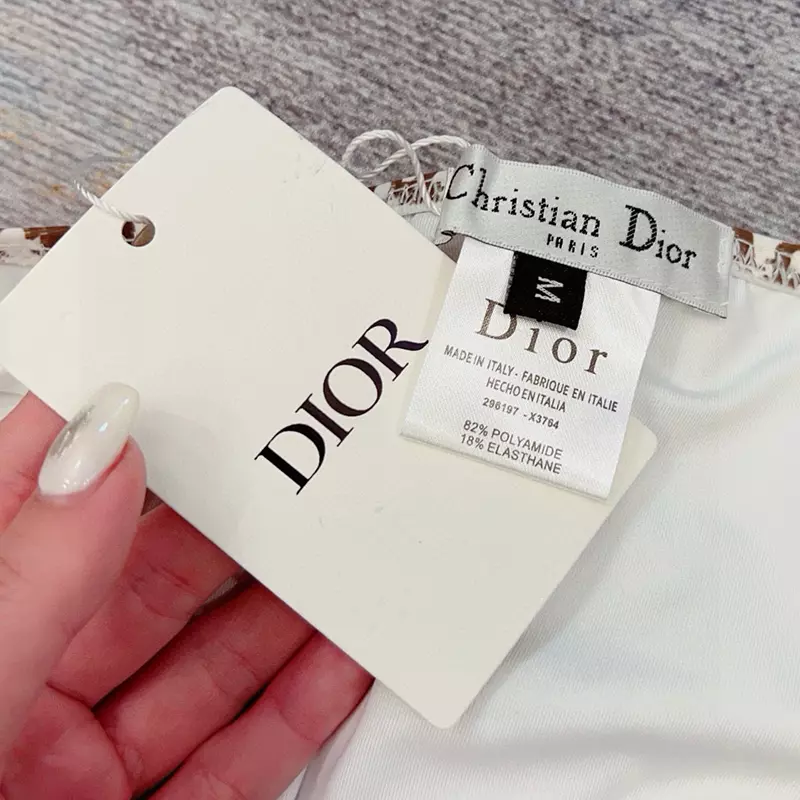 DIOR
Christian Dior
PARIS
M
Dior
MADE IN ITALY - FABRIQUE EN ITALIE
HECHO EN ITALIA
296197 - X3764
82% POLYAMIDE
18% ELASTHANE